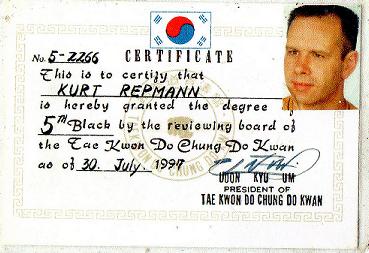 No. 5-2266 CERTIFICATE
This is to certify that
KURT REPMANN
is hereby granted the degree of
5TH Black by the reviewing board of
the Tae Kwon Do Chung Do Kwan
as of 30. July. 1997
UOON KYU UM
PRESIDENT OF
TAE KWON DO CHUNG DO KWAN